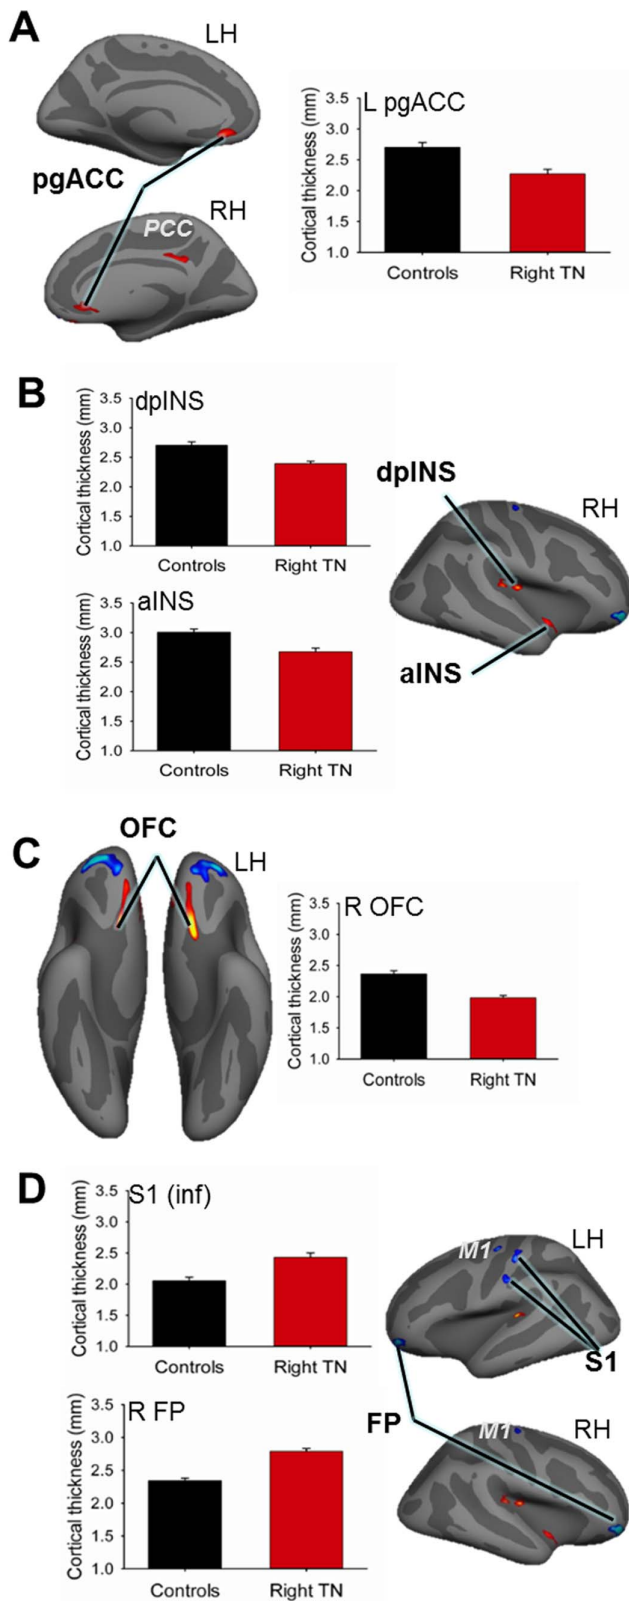 A
LH
pgACC
RH
PCC
L pgACC
Cortical thickness (mm)
3.5
3.0
2.5
2.0
1.5
1.0
Controls Right TN
B
dpINS
Cortical thickness (mm)
3.5
3.0
2.5
2.0
1.5
1.0
Controls Right TN
aINS
Cortical thickness (mm)
3.5
3.0
2.5
2.0
1.5
1.0
Controls Right TN
dpINS
RH
aINS
C
OFC
LH
R OFC
Cortical thickness (mm)
3.5
3.0
2.5
2.0
1.5
1.0
Controls Right TN
D
S1 (inf)
Cortical thickness (mm)
3.5
3.0
2.5
2.0
1.5
1.0
Controls Right TN
R FP
Cortical thickness (mm)
3.5
3.0
2.5
2.0
1.5
1.0
Controls Right TN
M1
LH
S1
FP
M1
RH